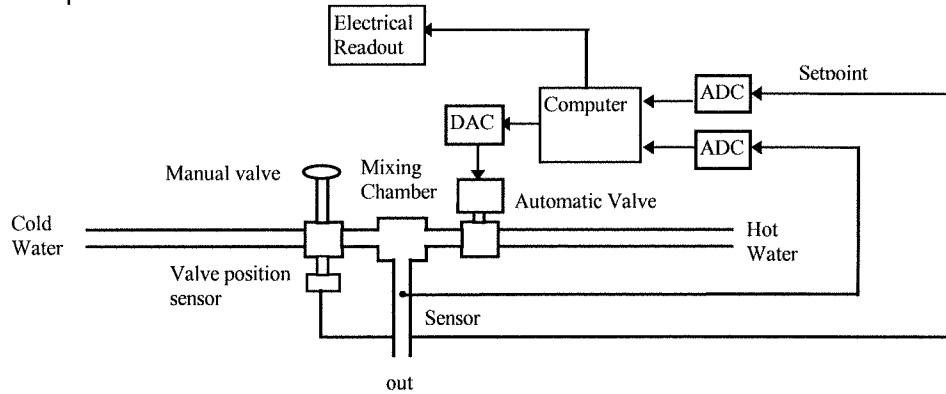 Electrical
Readout
Setpoint
Computer
ADC
DAC
ADC
Manual valve
Mixing
Chamber
Automatic Valve
Cold
Water
Hot
Water
Valve position
sensor
Sensor
out